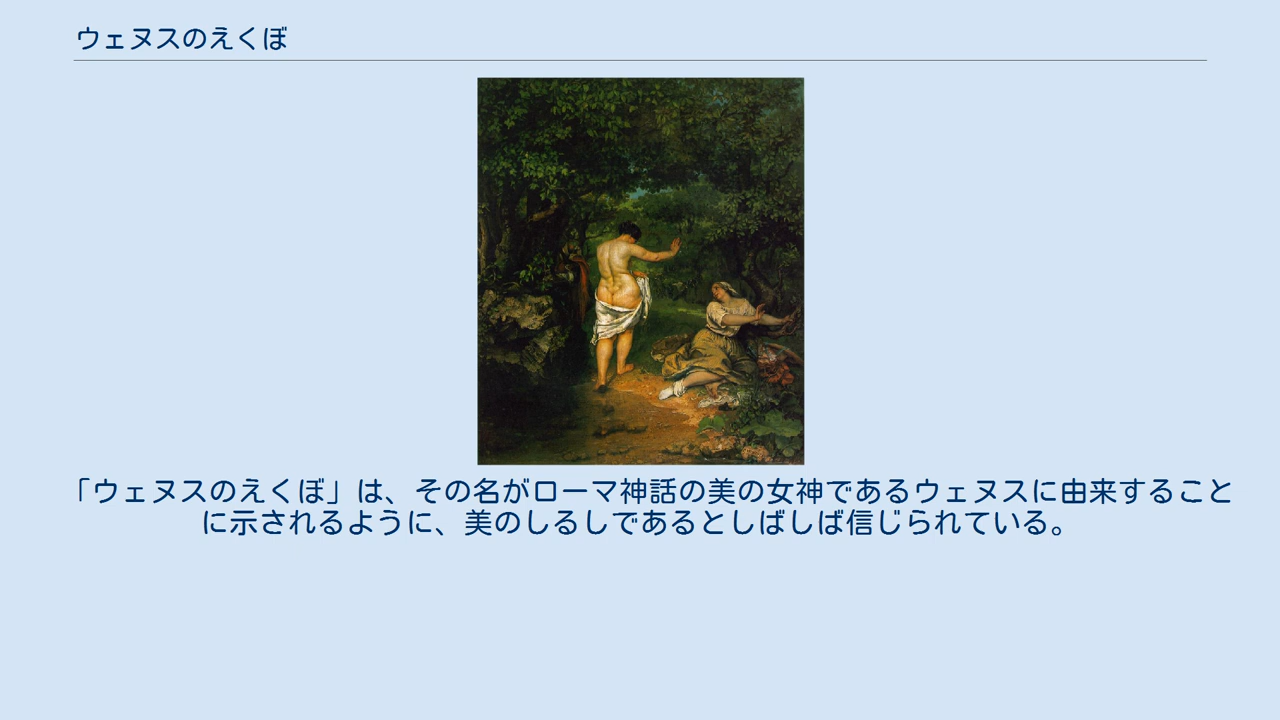 ウェヌスのえくぼ
「ウェヌスのえくぼ」は、その名がローマ神話の美の女神であるウェヌスに由来すること
に示されるように、美のしるしであるとしばしば信じられている。